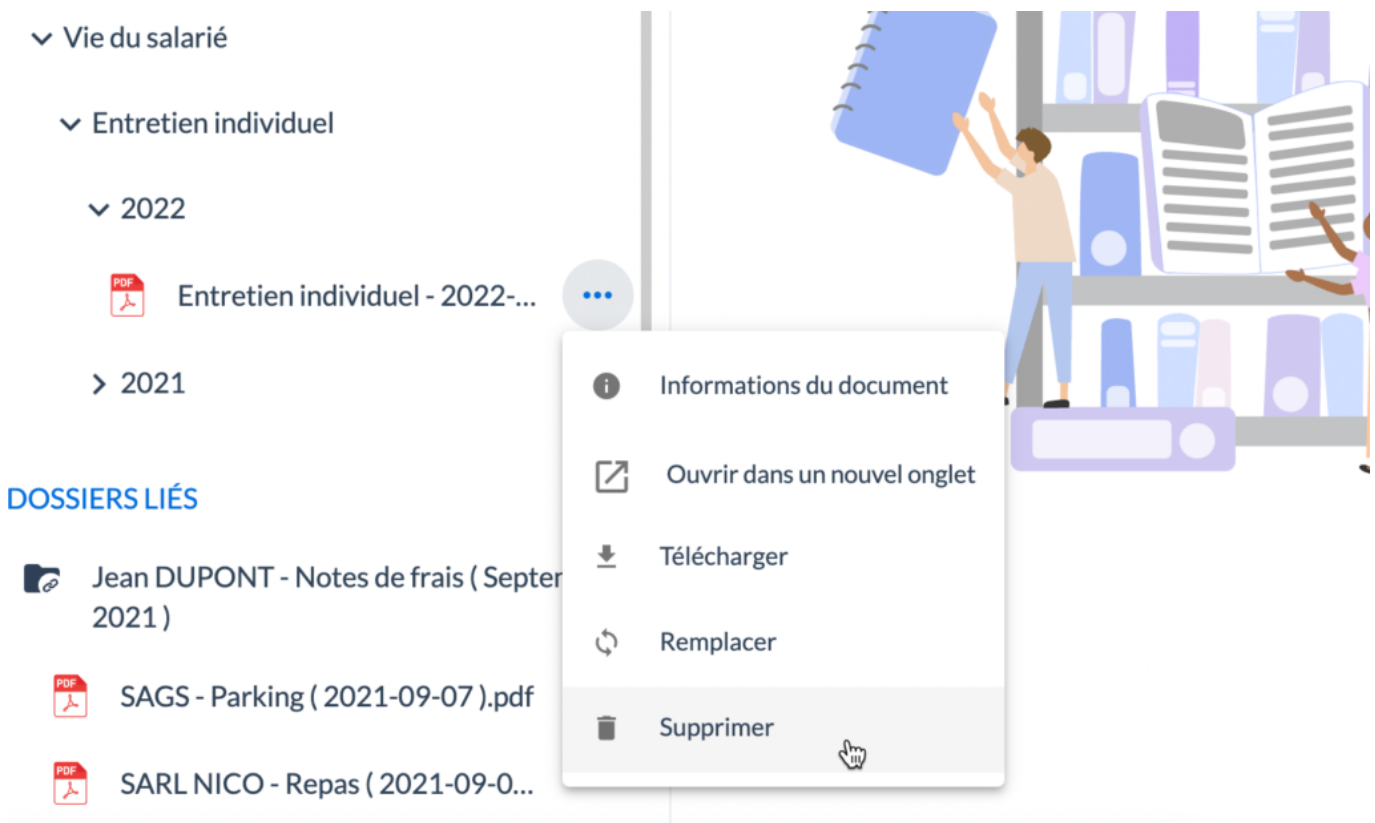 Vie du salarié
Entretien individuel
2022
PDF
Entretien individuel - 2022-...
2021
Informations du document
Ouvrir dans un nouvel onglet
Télécharger
Remplacer
Supprimer
DOSSIERS LIÉS
Jean DUPONT - Notes de frais ( Septer
2021 )
PDF
SAGS - Parking ( 2021-09-07 ).pdf
PDF
SARL NICO - Repas ( 2021-09-0...